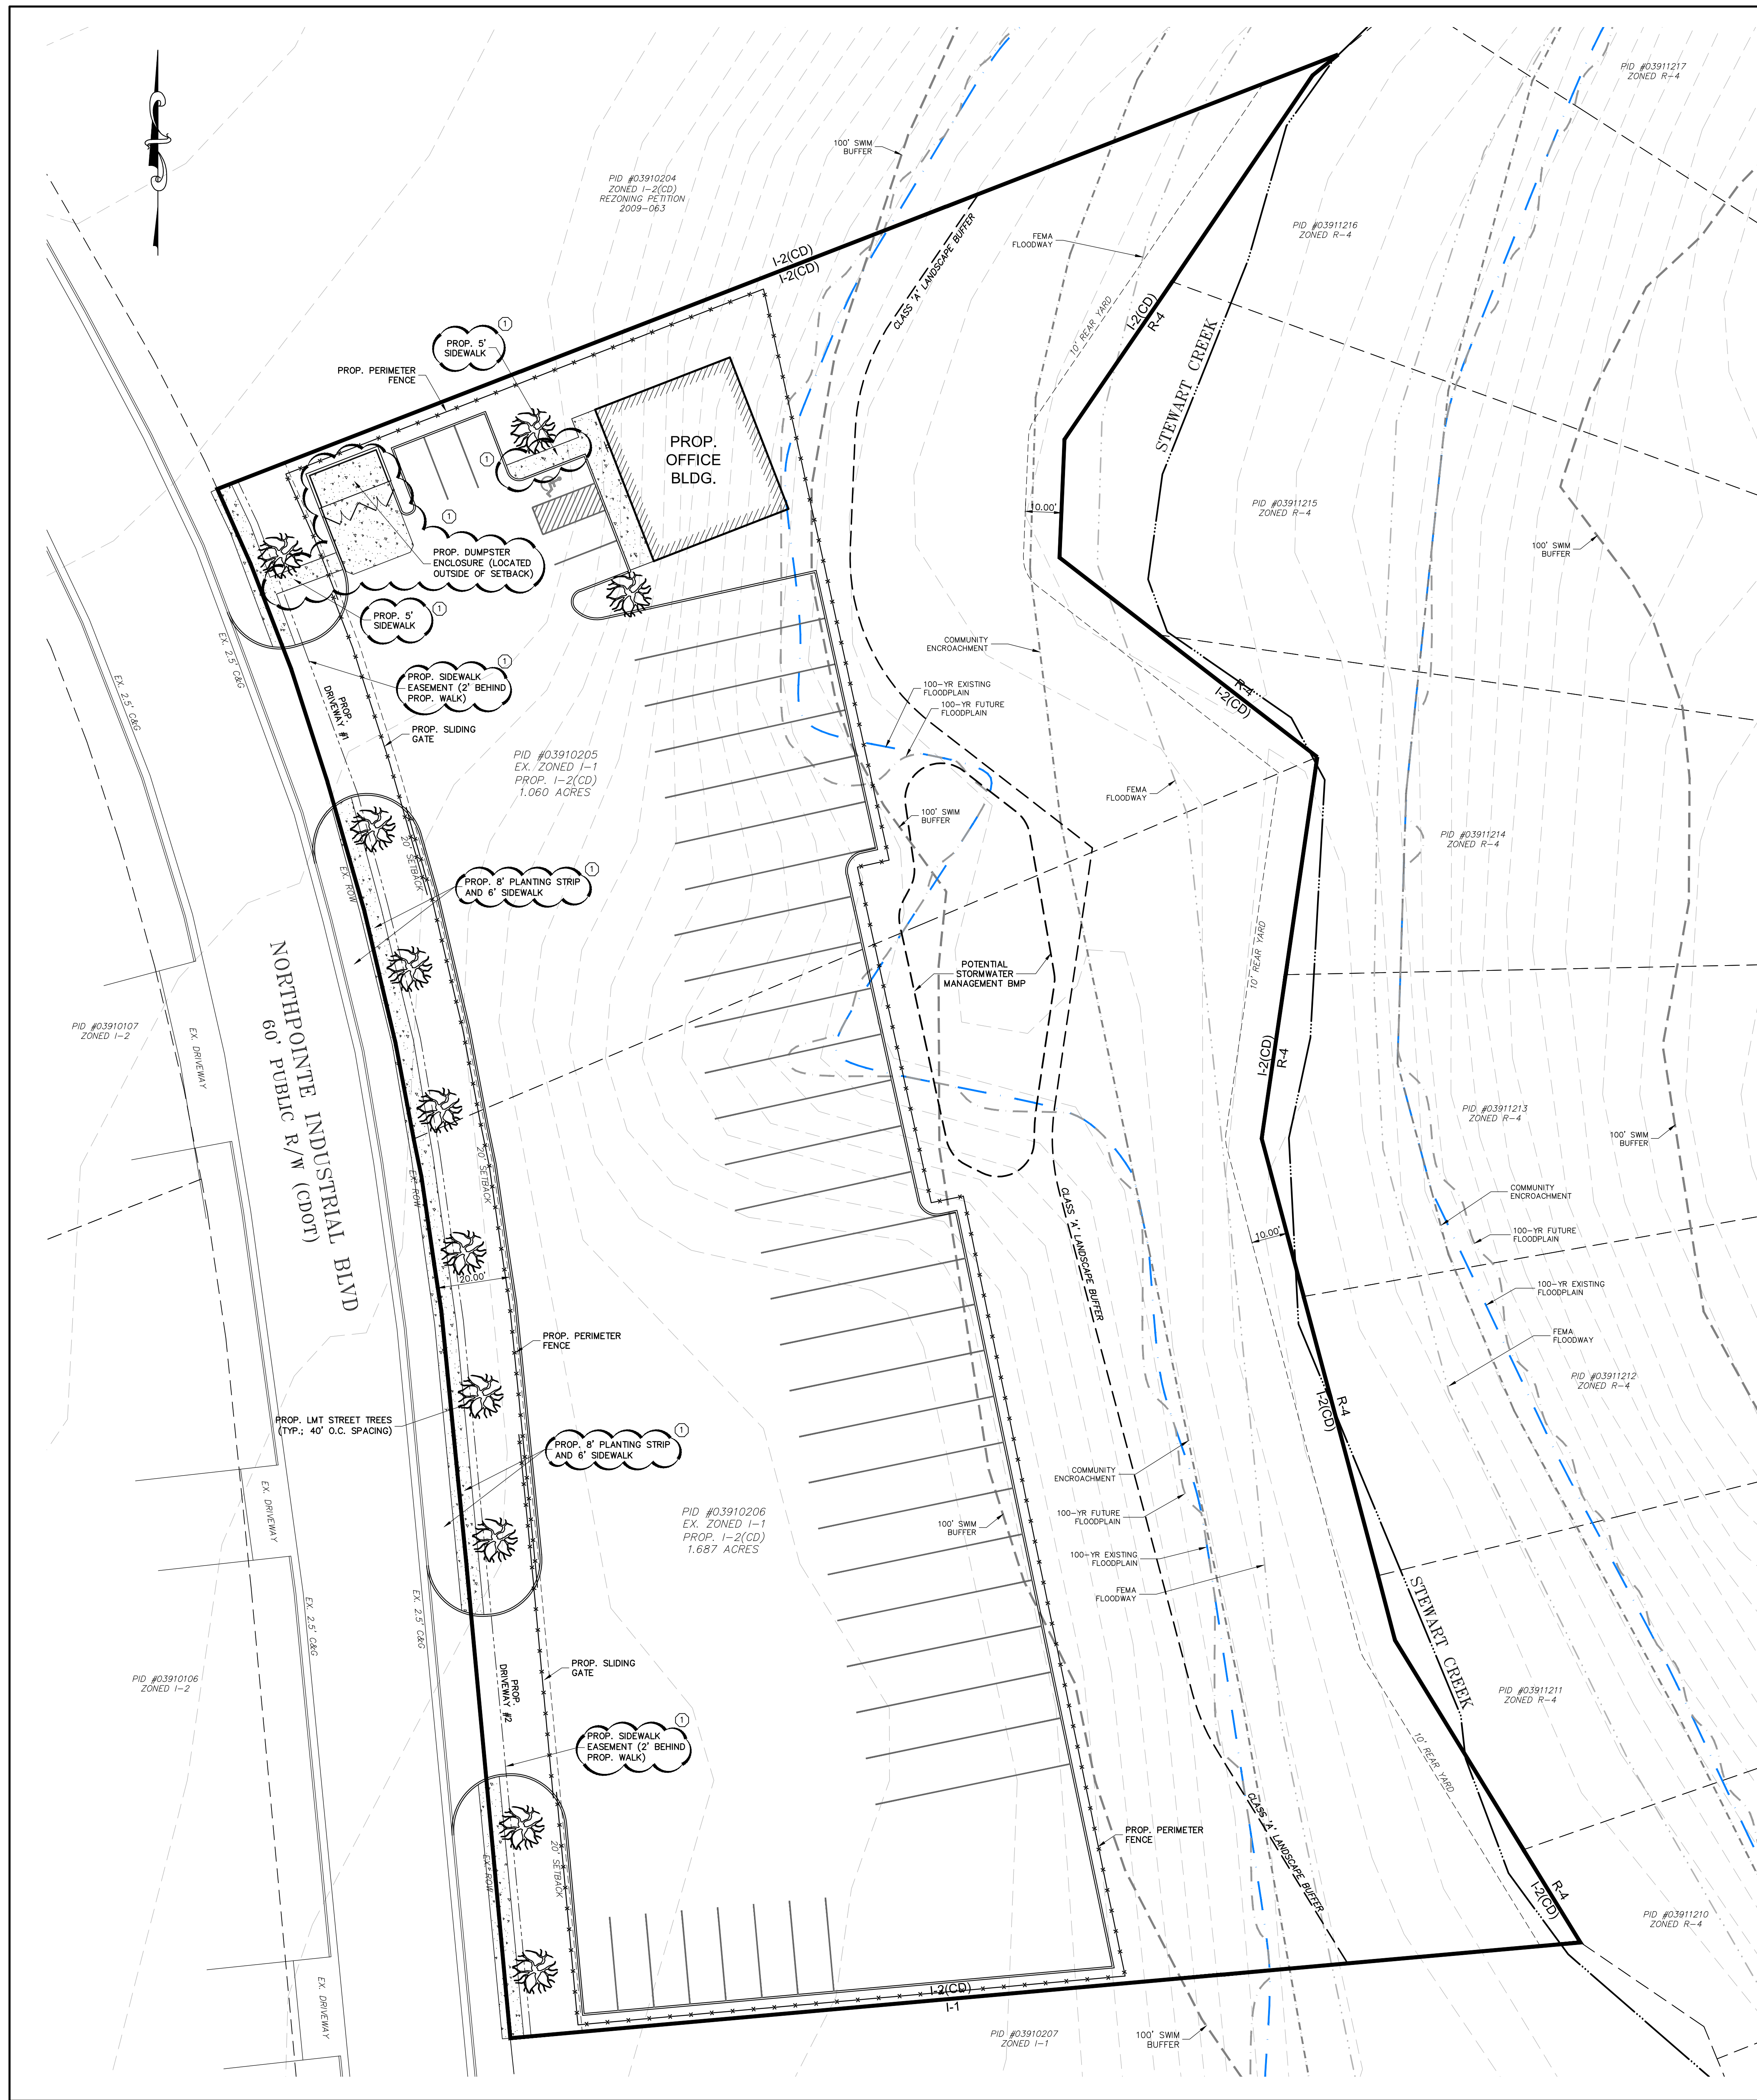 PID #03911217
ZONED R-4
100' SWIM
BUFFER
PID #03910204
ZONED I-2(CD)
REZONING PETITION
2009-063
CLASS 'A' LANDSCAPE BUFFER
FEMA
FLOODWAY
PID #03911216
ZONED R-4
I-2(CD)
I-2(CD)
10' REAR YARD
I-2(CD)
R-4
STEWART CREEK
1
PROP. 5'
SIDEWALK
PROP. PERIMETER
FENCE
PROP.
OFFICE
BLDG.
1
10.00'
PID #03911215
ZONED R-4
100' SWIM
BUFFER
1
PROP. DUMPSTER
ENCLOSURE (LOCATED
OUTSIDE OF SETBACK)
1
PROP. 5'
SIDEWALK
EX. 2.5' C&G
EX. 2.5' C&G
COMMUNITY
ENCROACHMENT
1
PROP. SIDEWALK
EASEMENT (2' BEHIND
PROP. WALK)
PROP.
DRIVEWAY #1
PROP. SLIDING
GATE
100-YR EXISTING
FLOODPLAIN
100-YR FUTURE
FLOODPLAIN
R-4
I-2(CD)
PID #03910205
EX. ZONED I-1
PROP. I-2(CD)
1.060 ACRES
FEMA
FLOODWAY
100' SWIM
BUFFER
PID #03911214
ZONED R-4
20' SETBACK
EX. ROW
1
PROP. 8' PLANTING STRIP
AND 6' SIDEWALK
10' REAR YARD
POTENTIAL
STORMWATER
MANAGEMENT BMP
NORTHPOINTE INDUSTRIAL BLVD
60' PUBLIC R/W (CDOT)
PID #03910107
ZONED I-2
EX. DRIVEWAY
I-2(CD)
R-4
PID #03911213
ZONED R-4
100' SWIM
BUFFER
20' SETBACK
EX. ROW
CLASS 'A' LANDSCAPE BUFFER
COMMUNITY
ENCROACHMENT
100-YR FUTURE
FLOODPLAIN
10.00'
20.00'
100-YR EXISTING
FLOODPLAIN
PROP. PERIMETER
FENCE
FEMA
FLOODWAY
PID #03911212
ZONED R-4
R-4
I-2(CD)
PROP. LMT STREET TREES
(TYP.; 40' O.C. SPACING)
1
PROP. 8' PLANTING STRIP
AND 6' SIDEWALK
COMMUNITY
ENCROACHMENT
EX. DRIVEWAY
PID #03910206
EX. ZONED I-1
PROP. I-2(CD)
1.687 ACRES
100' SWIM
BUFFER
100-YR FUTURE
FLOODPLAIN
100-YR EXISTING
FLOODPLAIN
FEMA
FLOODWAY
EX. 2.5' C&G
EX. 2.5' C&G
STEWART CREEK
PID #03910106
ZONED I-2
PROP.
DRIVEWAY #2
PROP. SLIDING
GATE
PID #03911211
ZONED R-4
1
PROP. SIDEWALK
EASEMENT (2' BEHIND
PROP. WALK)
10' REAR YARD
PROP. PERIMETER
FENCE
CLASS 'A' LANDSCAPE BUFFER
20' SETBACK
EX. ROW
R-4
I-2(CD)
PID #03911210
ZONED R-4
EX. DRIVEWAY
I-2(CD)
I-1
PID #03910207
ZONED I-1
100' SWIM
BUFFER